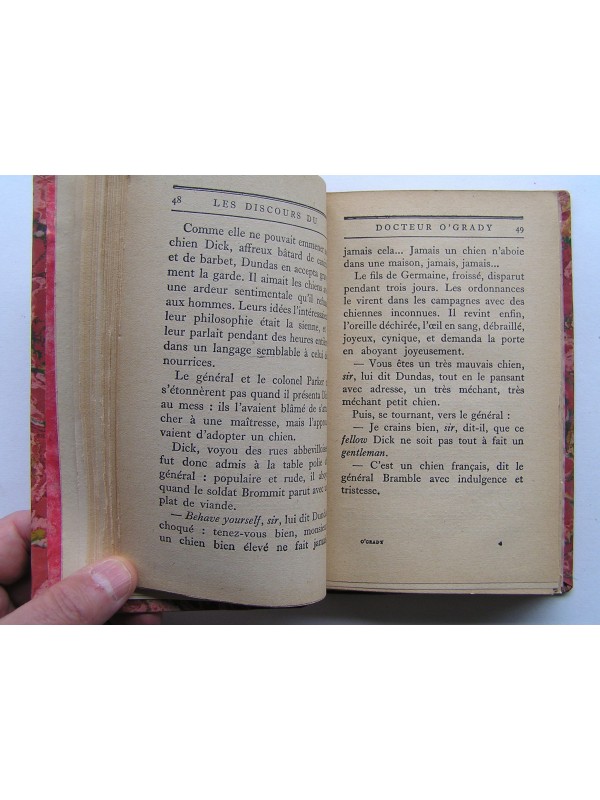 48 LES DISCOURS DU
Comme elle ne pouvait emmener
chien Dick, affreux bâtard de
et de barbet, Dundas en accepta
ment la garde. Il aimait les chiens
une ardeur sentimentale qu'il
aux hommes. Leurs idées l'intéressaient
leur philosophie était la sienne, et
leur parlait pendant des heures
dans un langage semblable à celui
nourrices.
Le général et le colonel Parker
s'étonnèrent pas quand il présenta
au mess : ils l'avaient blâmé de
cher à une maîtresse, mais
vaient d'adopter un chien.
Dick, voyou des rues
fut donc admis à la table
général : populaire et rude, il
quand le soldat Brommit parut avec
plat de viande.
— Behave yourself, sir, lui dit Dundas
choqué : tenez-vous bien,
un chien bien élevé ne fait
DOCTEUR O'GRADY 49
jamais cela... Jamais un chien n'aboie
dans une maison, jamais, jamais...
Le fils de Germaine, froissé, disparut
pendant trois jours. Les ordonnances
le virent dans les campagnes avec des
chiennes inconnues. Il revint enfin,
l'oreille déchirée, l'œil en sang, débraillé,
joyeux, cynique, et demanda la porte
en aboyant joyeusement.
— Vous êtes un très mauvais chien,
sir, lui dit Dundas, tout en le pansant
avec adresse, un très méchant, très
méchant petit chien.
Puis, se tournant, vers le général :
— Je crains bien, sir, dit-il, que ce
fellow Dick ne soit pas tout à fait un
gentleman.
— C'est un chien français, dit le
général Bramble avec indulgence et
tristesse.
O'GRADY 4